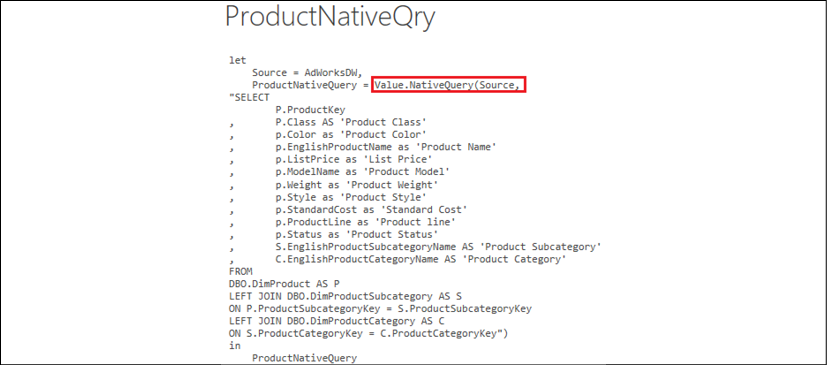 ProductNativeQry
let
    Source = AdWorksDW,
    ProductNativeQuery = Value.NativeQuery(Source,
"SELECT
        P.ProductKey
,       P.Class AS 'Product Class'
,       p.Color as 'Product Color'
,       p.EnglishProductName as 'Product Name'
,       p.ListPrice as 'List Price'
,       p.ModelName as 'Product Model'
,       p.Weight as 'Product Weight'
,       p.Style as 'Product Style'
,       p.StandardCost as 'Standard Cost'
,       p.ProductLine as 'Product line'
,       p.Status as 'Product Status'
,       S.EnglishProductSubcategoryName AS 'Product Subcategory'
,       C.EnglishProductCategoryName AS 'Product Category'
FROM
DBO.DimProduct AS P
LEFT JOIN DBO.DimProductSubcategory AS S
ON P.ProductSubcategoryKey = S.ProductSubcategoryKey
LEFT JOIN DBO.DimProductCategory AS C
ON S.ProductCategoryKey = C.ProductCategoryKey")
in
    ProductNativeQuery